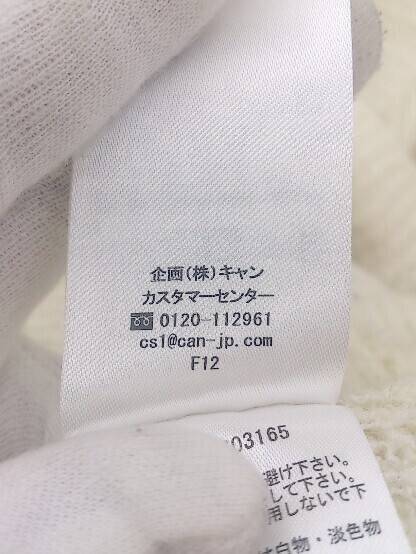 企画(株)キャン
カスタマーセンター
0120-112961
cs1@can-jp.com
F12
03165
避け下さい。
して下さい。
用しないで下
白物・淡色物